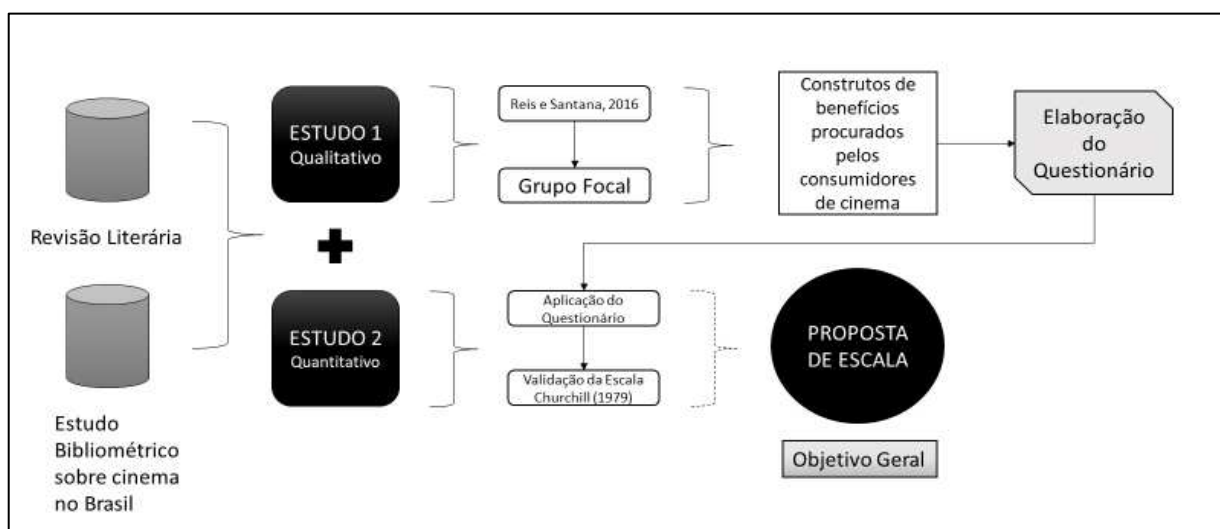 Revisão Literária
Estudo
Bibliométrico
sobre cinema
no Brasil
ESTUDO 1
Qualitativo
Reis e Santana, 2016
Grupo Focal
Construtos de
benefícios
procurados
pelos
consumidores
de cinema
Elaboração
do
Questionário
ESTUDO 2
Quantitativo
Aplicação do
Questionário
Validação da Escala
Churchill (1979)
PROPOSTA
DE ESCALA
Objetivo Geral